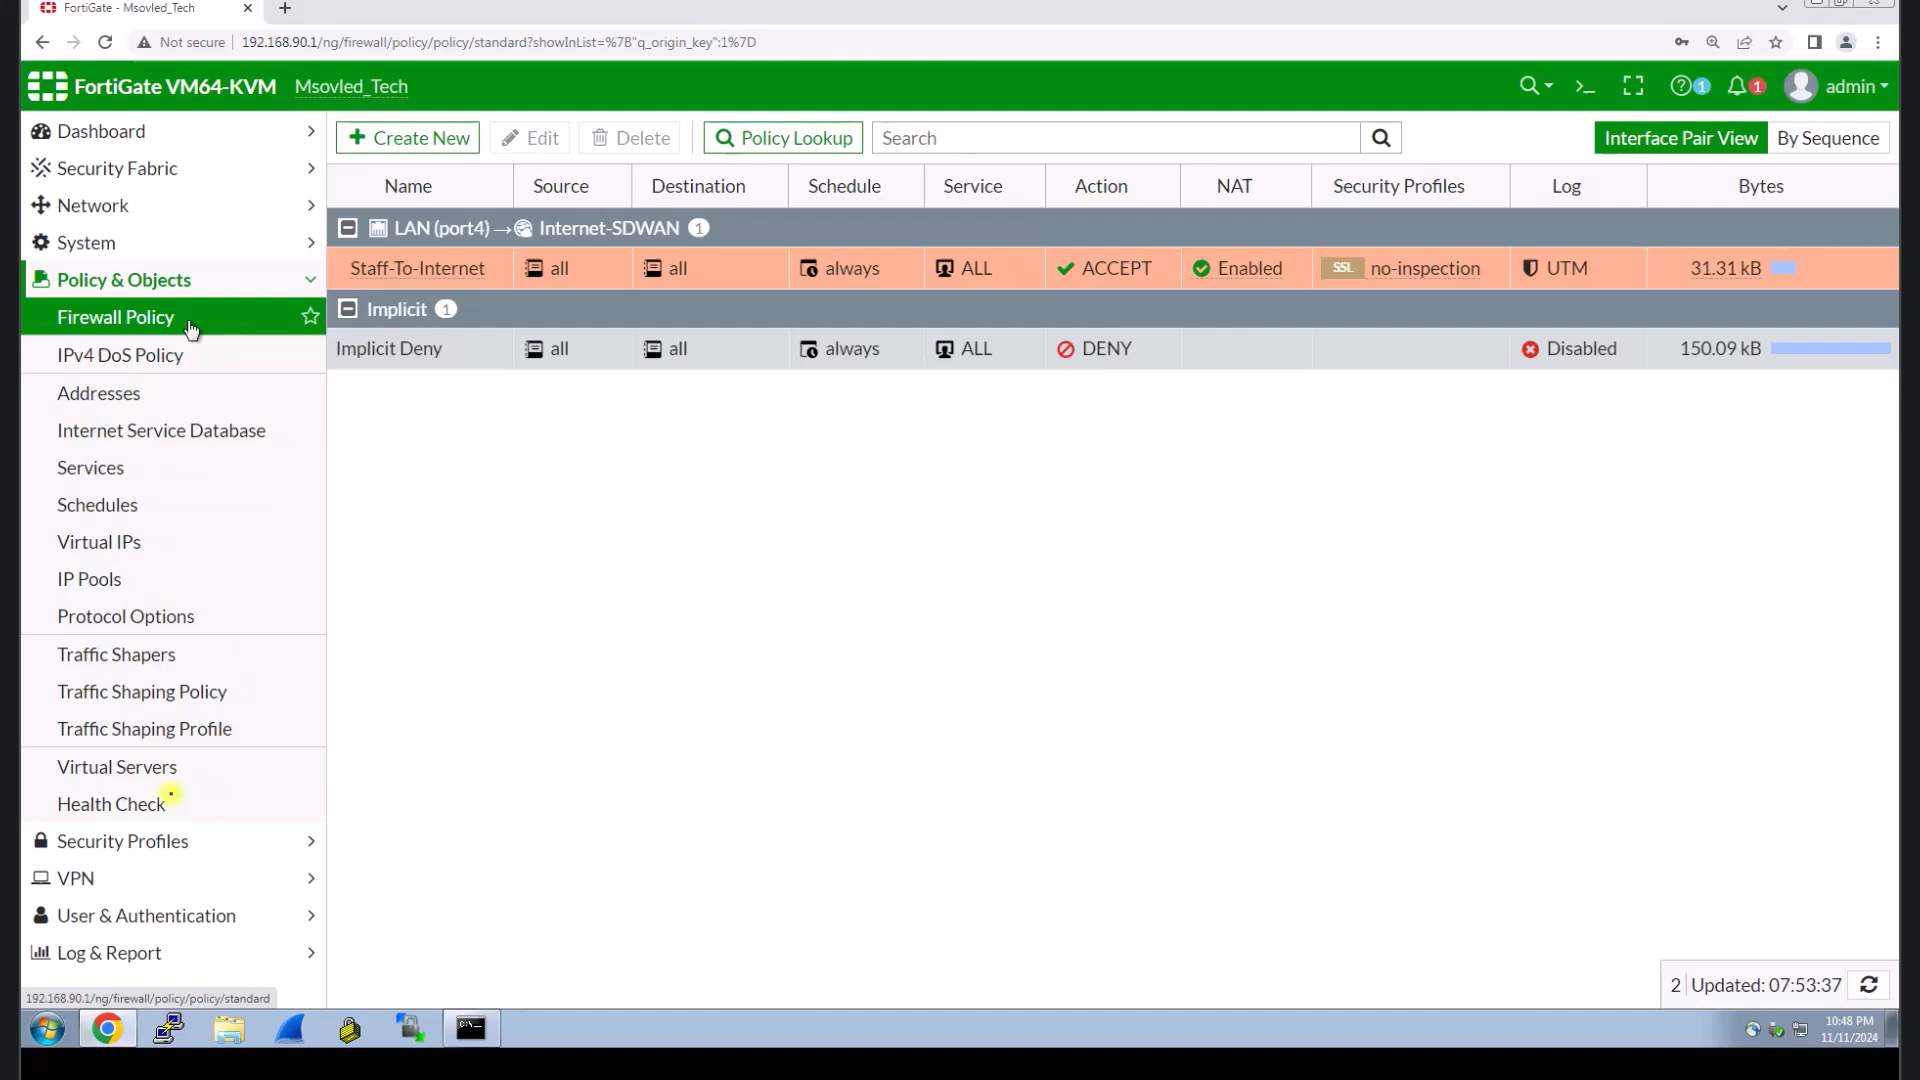 FortiGate - Msovled_Tech
Not secure 192.168.90.1/ng/firewall/policy/policy/standard?showInList=%7B"q_origin_key":1%7D
FortiGate VM64-KVM Msovled_Tech 1 1 admin
Dashboard
Security Fabric
Network
System
Policy & Objects
Firewall Policy
IPv4 DoS Policy
Addresses
Internet Service Database
Services
Schedules
Virtual IPs
IP Pools
Protocol Options
Traffic Shapers
Traffic Shaping Policy
Traffic Shaping Profile
Virtual Servers
Health Check
Security Profiles
VPN
User & Authentication
Log & Report
192.168.90.1/ng/firewall/policy/policy/standard
Create New Edit Delete Policy Lookup Search Interface Pair View By Sequence
Name Source Destination Schedule Service Action NAT Security Profiles Log Bytes
LAN (port4) → Internet-SDWAN 1
Staff-To-Internet all all always ALL ACCEPT Enabled SSL no-inspection UTM 31.31 kB
Implicit 1
Implicit Deny all all always ALL DENY Disabled 150.09 kB
2 Updated: 07:53:37
10:48 PM
11/11/2024